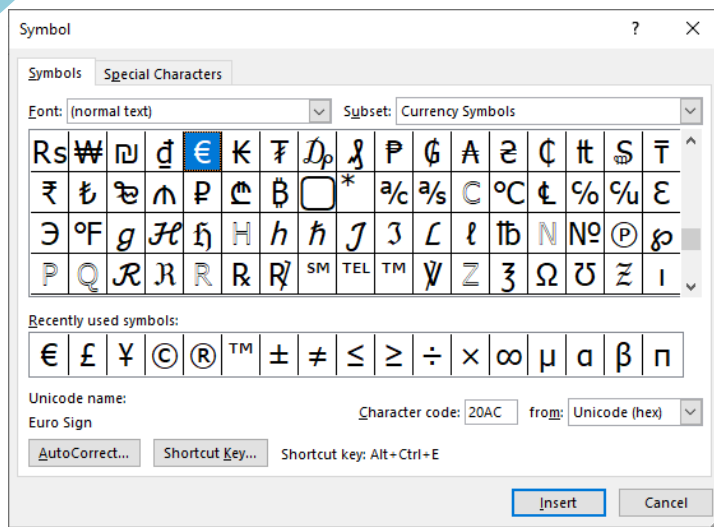 Symbol ? ×
Symbols Special Characters
Font: (normal text) Subset: Currency Symbols
₨ ₩ ₪ ₫ € ₭ ₮ ₯ ₰ ₱ ₲ ₳ ₴ ₵ ₶ ₷ ₸
₹ ₺ ₻ ₼ ₽ ₾ ₿ ⃣ ⃰ ℀ ℁ ℂ ℃ ℄ ℅ ℆ ℇ
℈ ℉ ℊ ℋ ℌ ℍ ℎ ℏ ℐ ℑ ℒ ℓ ℔ ℕ № ℗ ℘
ℙ ℚ ℛ ℜ ℝ ℞ ℟ ℠ ℡ ™ ℣ ℤ ℥ Ω ℧ ℨ ℩
Recently used symbols:
€ £ ¥ © ® ™ ± ≠ ≤ ≥ ÷ × ∞ µ α β π
Unicode name:
Euro Sign
Character code: 20AC from: Unicode (hex)
AutoCorrect... Shortcut Key... Shortcut key: Alt+Ctrl+E
Insert Cancel